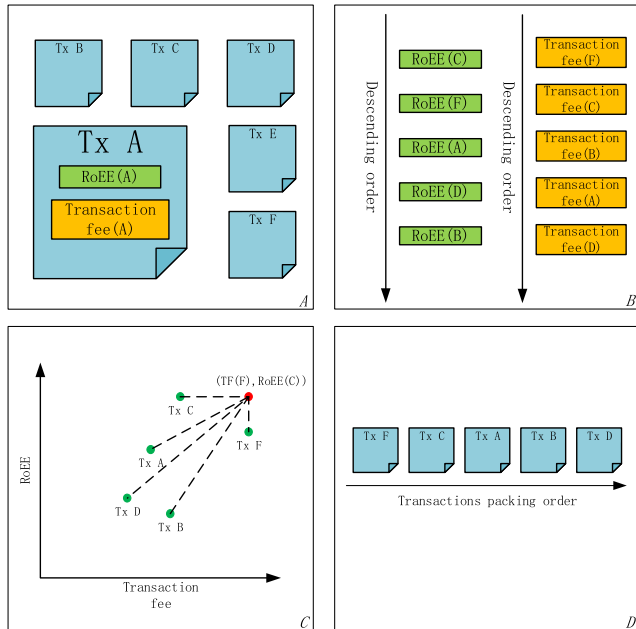 Tx B
Tx C
Tx D
Tx A
RoEE(A)
Transaction
fee(A)
Tx E
Tx F
A
Descending order
RoEE(C)
RoEE(F)
RoEE(A)
RoEE(D)
RoEE(B)
Descending order
Transaction
fee(F)
Transaction
fee(C)
Transaction
fee(B)
Transaction
fee(A)
Transaction
fee(D)
B
RoEE
(TF(F),RoEE(C))
Tx C
Tx F
Tx A
Tx D
Tx B
Transaction
fee
C
Tx F
Tx C
Tx A
Tx B
Tx D
Transactions packing order
D